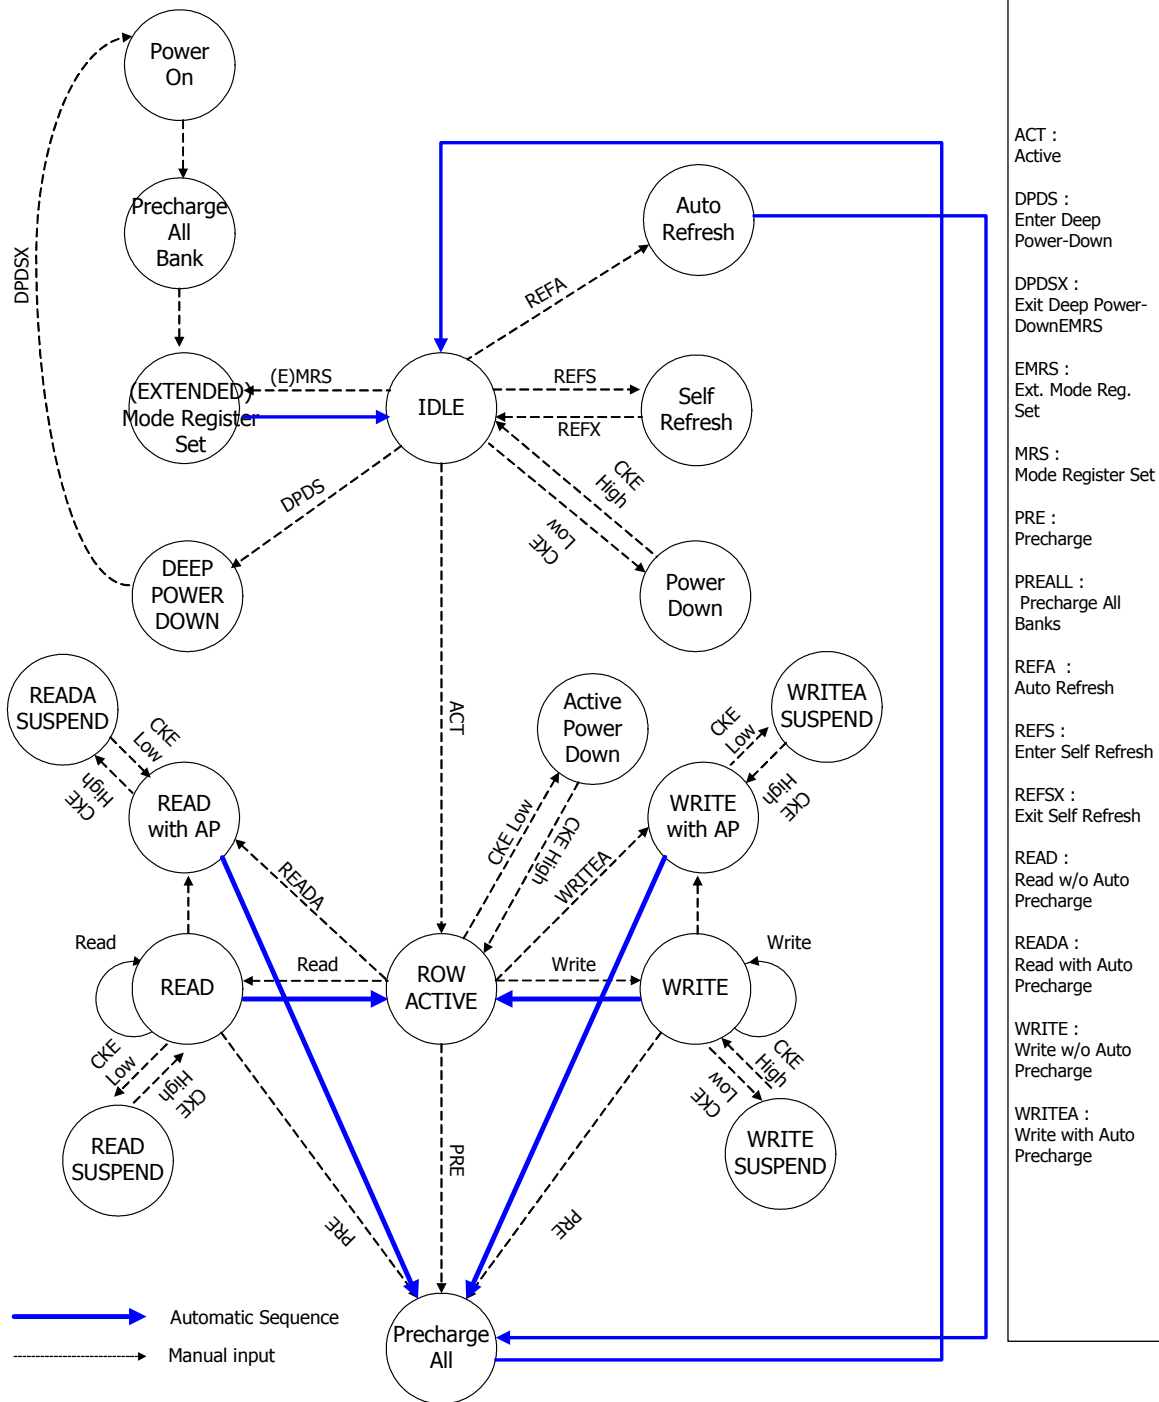 Power
On
Precharge
All
Bank
DPDSX
Auto
Refresh
REFA
(EXTENDED)
Mode Register
Set
(E)MRS
IDLE
REFS
REFX
Self
Refresh
DPDS
CKE
High
CKE
Low
DEEP
POWER
DOWN
Power
Down
READA
SUSPEND
CKE
Low
CKE
High
ACT
Active
Power
Down
WRITEA
SUSPEND
CKE
Low
CKE
High
READ
with AP
WRITE
with AP
READA
CKE Low
CKE High
WRITEA
Read
READ
Read
ROW
ACTIVE
Write
WRITE
Write
CKE
Low
CKE
High
CKE
High
CKE
Low
READ
SUSPEND
WRITE
SUSPEND
PRE
PRE
PRE
Precharge
All
Automatic Sequence
Manual input
ACT :
Active
DPDS :
Enter Deep
Power-Down
DPDSX :
Exit Deep Power-
DownEMRS
EMRS :
Ext. Mode Reg.
Set
MRS :
Mode Register Set
PRE :
Precharge
PREALL :
Precharge All
Banks
REFA :
Auto Refresh
REFS :
Enter Self Refresh
REFSX :
Exit Self Refresh
READ :
Read w/o Auto
Precharge
READA :
Read with Auto
Precharge
WRITE :
Write w/o Auto
Precharge
WRITEA :
Write with Auto
Precharge